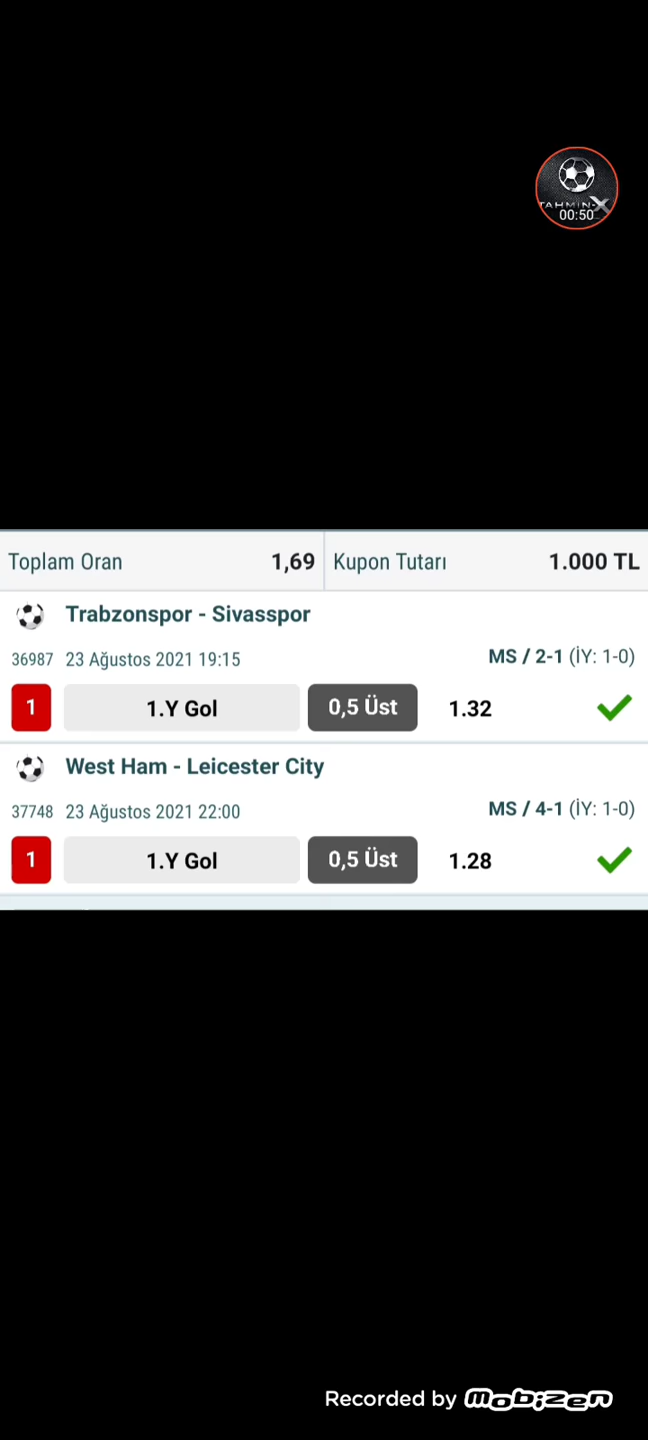 TAHMIN-X
00:50
Toplam Oran 1,69 Kupon Tutarı 1.000 TL
Trabzonspor - Sivasspor
36987 23 Ağustos 2021 19:15 MS / 2-1 (İY: 1-0)
1 1.Y Gol 0,5 Üst 1.32
West Ham - Leicester City
37748 23 Ağustos 2021 22:00 MS / 4-1 (İY: 1-0)
1 1.Y Gol 0,5 Üst 1.28
Recorded by mobizen